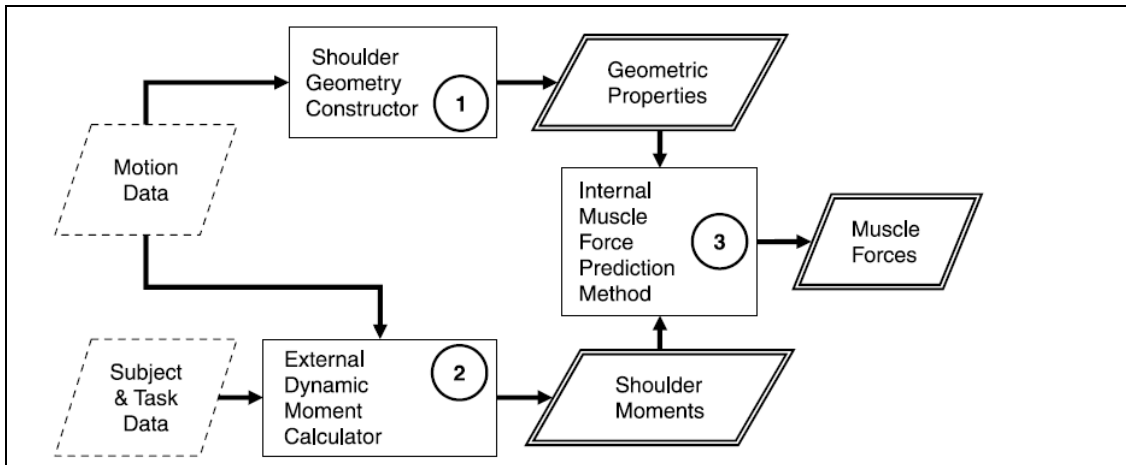 Shoulder
Geometry
Constructor
1
Geometric
Properties
Motion
Data
Internal
Muscle
Force
Prediction
Method
3
Muscle
Forces
Subject
& Task
Data
External
Dynamic
Moment
Calculator
2
Shoulder
Moments